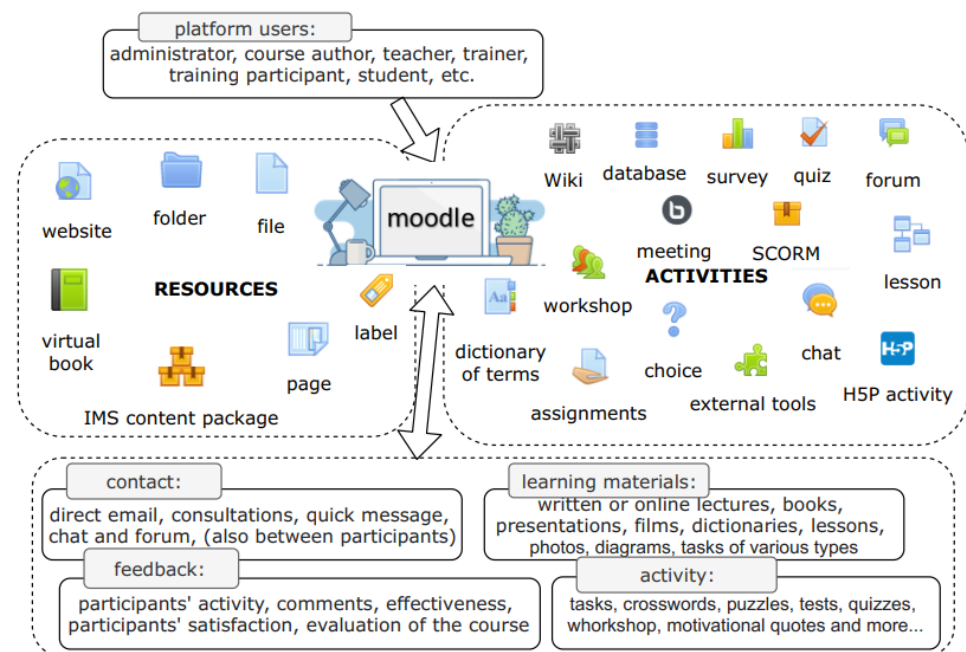 platform users:
administrator, course author, teacher, trainer,
training participant, student, etc.
website
folder
file
virtual
book
RESOURCES
label
page
IMS content package
moodle
Wiki
database
survey
quiz
forum
meeting
SCORM
lesson
workshop
ACTIVITIES
Aa
dictionary
of terms
choice
chat
H5P
H5P activity
assignments
external tools
contact:
direct email, consultations, quick message,
chat and forum, (also between participants)
learning materials:
written or online lectures, books,
presentations, films, dictionaries, lessons,
photos, diagrams, tasks of various types
feedback:
participants' activity, comments, effectiveness,
participants' satisfaction, evaluation of the course
activity:
tasks, crosswords, puzzles, tests, quizzes,
whorkshop, motivational quotes and more...